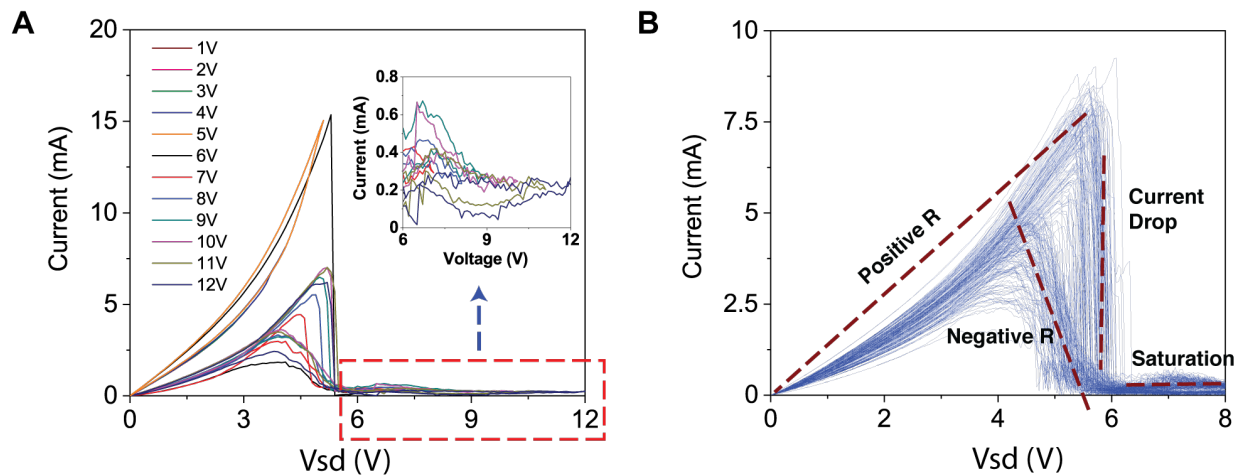 A
20
15
10
5
0
Current (mA)
0
3
6
9
12
Vsd (V)
1V
2V
3V
4V
5V
6V
7V
8V
9V
10V
11V
12V
0.8
0.6
0.4
0.2
0
Current (mA)
6
9
12
Voltage (V)
B
10
7.5
5
2.5
0
Current (mA)
0
2
4
6
8
Vsd (V)
Positive R
Negative R
Current
Drop
Saturation